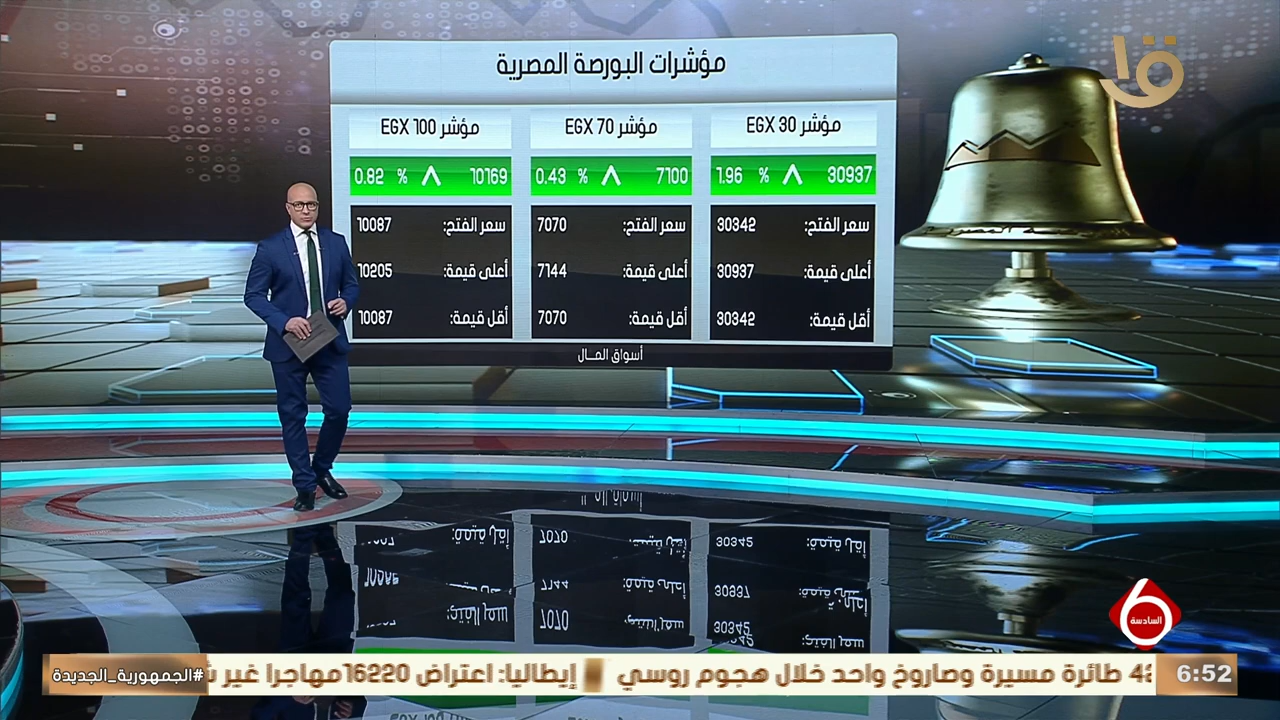 مؤشرات البورصة المصرية
مؤشر EGX 30
30937 1.96 %
سعر الفتح: 30342
أعلى قيمة: 30937
أقل قيمة: 30342
مؤشر EGX 70
7100 0.43 %
سعر الفتح: 7070
أعلى قيمة: 7144
أقل قيمة: 7070
مؤشر EGX 100
10169 0.82 %
سعر الفتح: 10087
أعلى قيمة: 10205
أقل قيمة: 10087
أسواق المال
السادسة
6:52
طائرة مسيرة وصاروخ واحد خلال هجوم روسي
إيطاليا: اعتراض 16220 مهاجرا غير
#الجمهورية_الجديدة